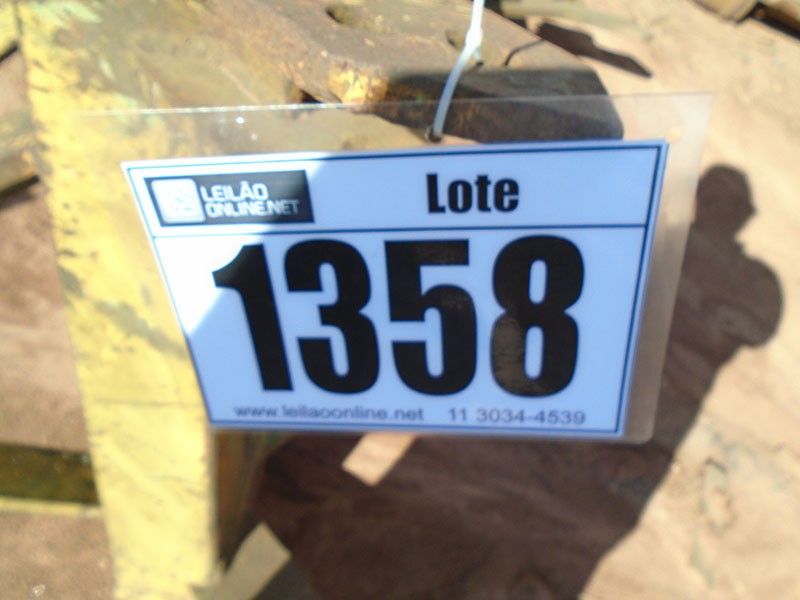 LEILÃO
ONLINE.NET
Lote
1358
www.leilaoonline.net 11 3034-4539